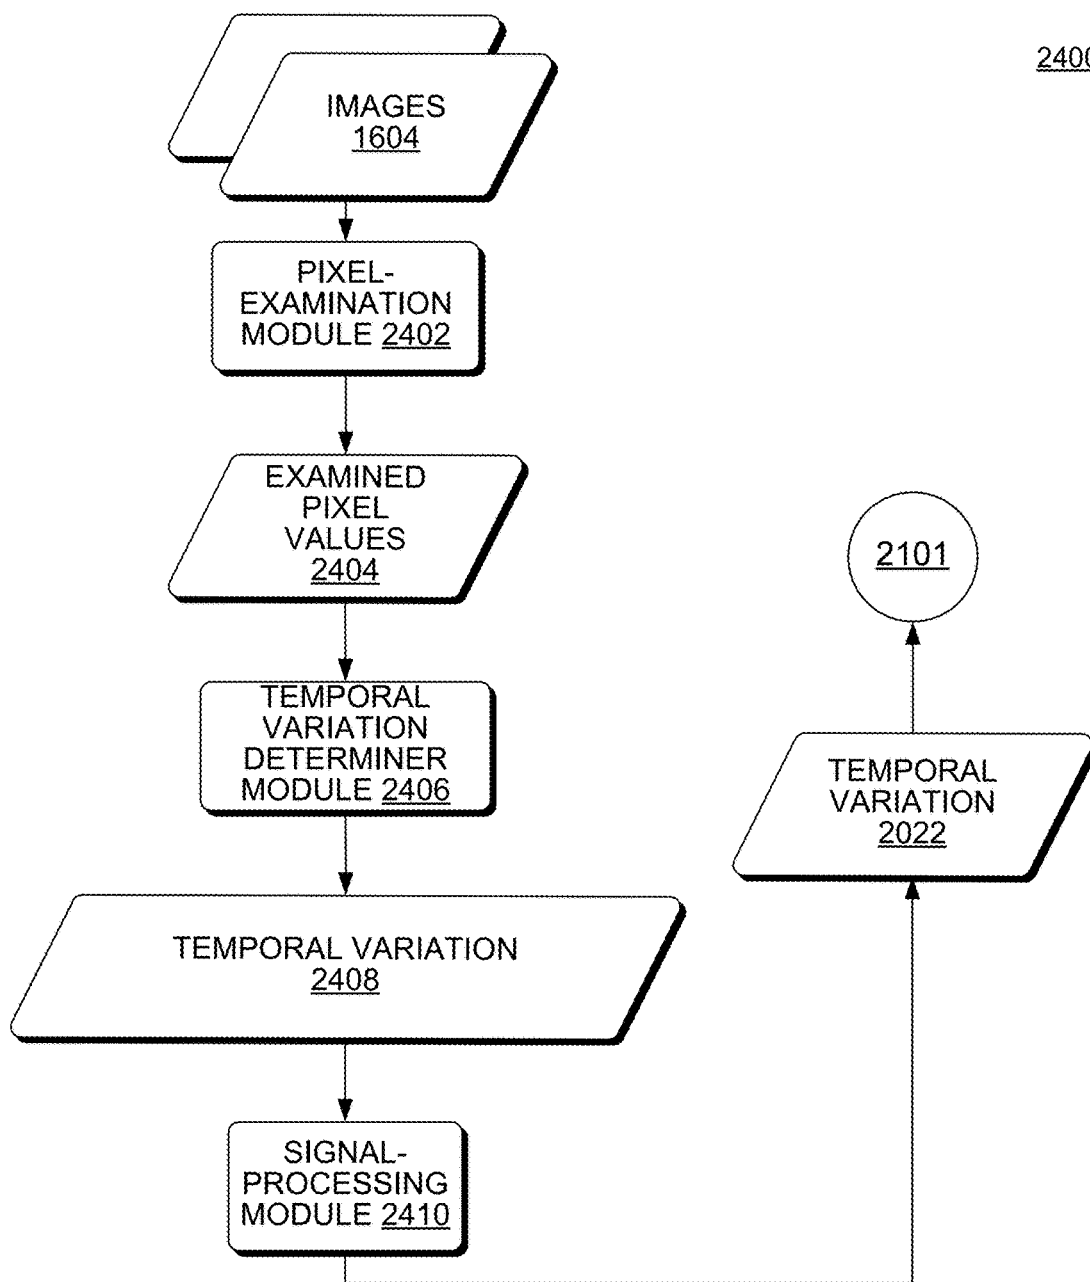 2400
IMAGES
1604
PIXEL-
EXAMINATION
MODULE 2402
EXAMINED
PIXEL
VALUES
2404
TEMPORAL
VARIATION
DETERMINER
MODULE 2406
TEMPORAL VARIATION
2408
SIGNAL-
PROCESSING
MODULE 2410
TEMPORAL
VARIATION
2022
2101